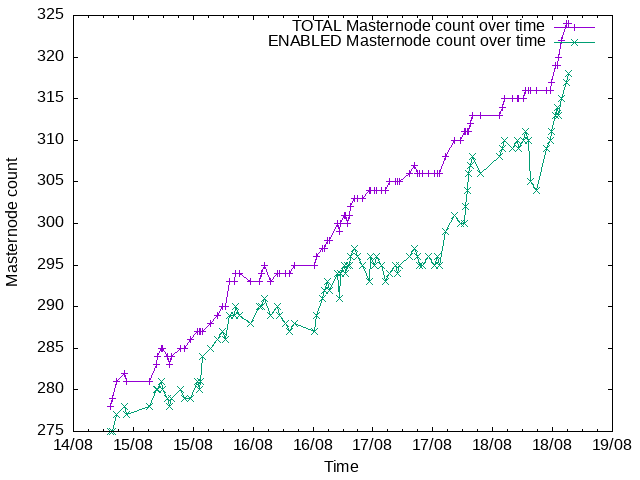 325
320
315
310
305
300
295
290
285
280
275
TOTAL Masternode count over time
ENABLED Masternode count over time
Masternode count
14/08 15/08 15/08 16/08 16/08 17/08 17/08 18/08 18/08 19/08
Time